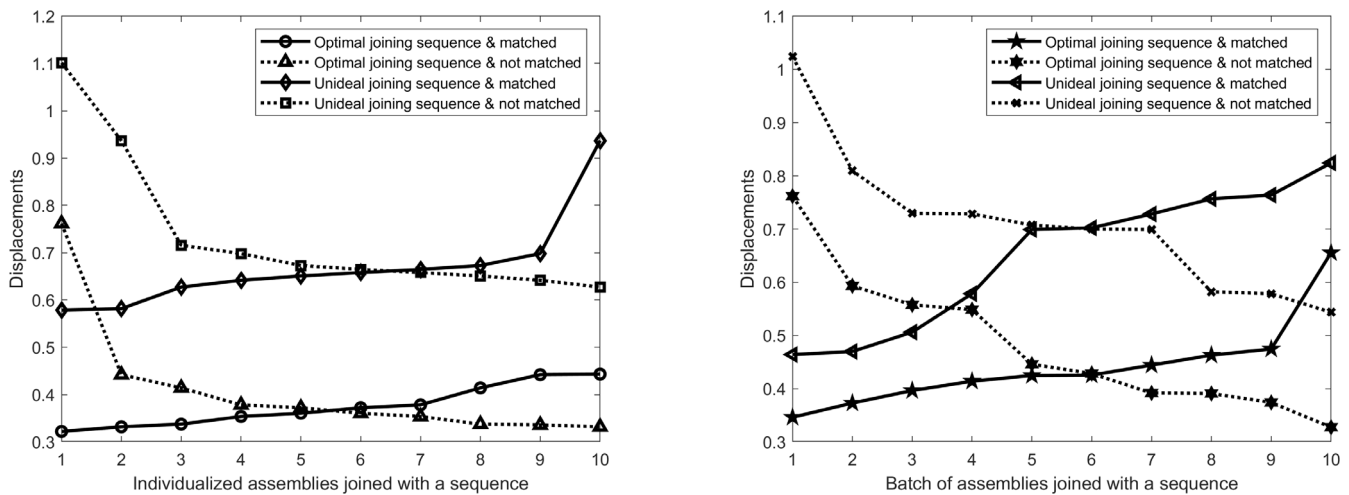 1.2
1.1
1
0.9
0.8
0.7
0.6
0.5
0.4
0.3
Displacements
Optimal joining sequence & matched
Optimal joining sequence & not matched
Unideal joining sequence & matched
Unideal joining sequence & not matched
1 2 3 4 5 6 7 8 9 10
Individualized assemblies joined with a sequence
1.1
1
0.9
0.8
0.7
0.6
0.5
0.4
0.3
Displacements
Optimal joining sequence & matched
Optimal joining sequence & not matched
Unideal joining sequence & matched
Unideal joining sequence & not matched
1 2 3 4 5 6 7 8 9 10
Batch of assemblies joined with a sequence